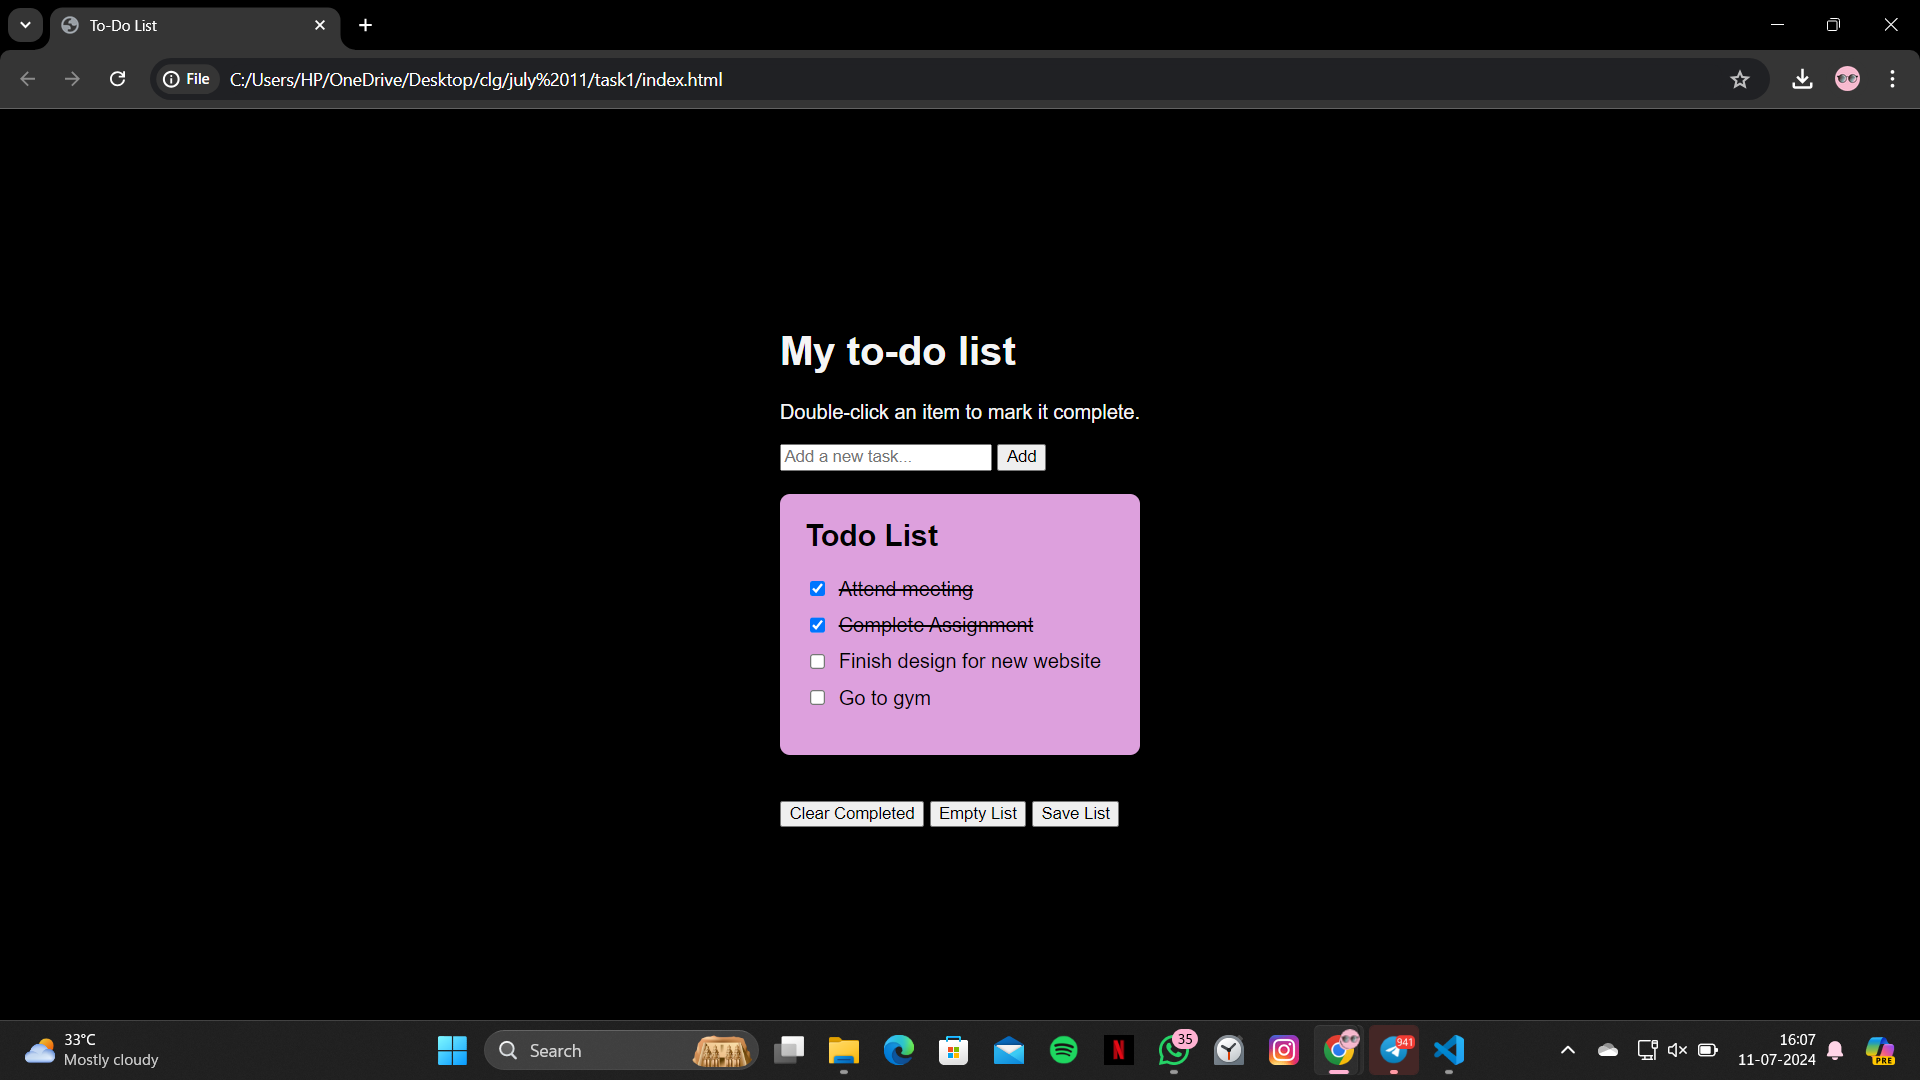 To-Do List
File C:/Users/HP/OneDrive/Desktop/clg/july%2011/task1/index.html
My to-do list
Double-click an item to mark it complete.
Add a new task... Add
Todo List
Attend meeting
Complete Assignment
Finish design for new website
Go to gym
Clear Completed Empty List Save List
33°C
Mostly cloudy
Search
N
35
941
16:07
11-07-2024
PRE